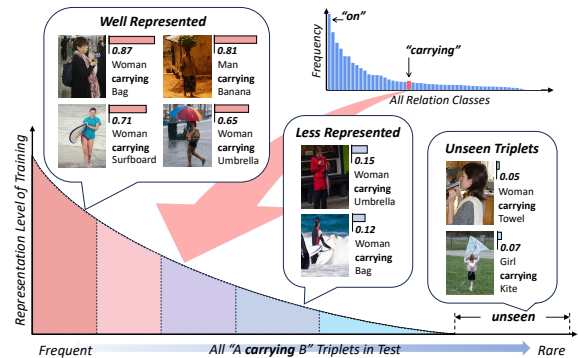 Well Represented
0.87
Woman
carrying
Bag
0.81
Man
carrying
Banana
0.71
Woman
carrying
Surfboard
0.65
Woman
carrying
Umbrella
Frequency
"on"
"carrying"
All Relation Classes
Less Represented
0.15
Woman
carrying
Umbrella
0.12
Woman
carrying
Bag
Unseen Triplets
0.05
Woman
carrying
Towel
0.07
Girl
carrying
Kite
Representation Level of Training
unseen
Frequent
All "A carrying B" Triplets in Test
Rare